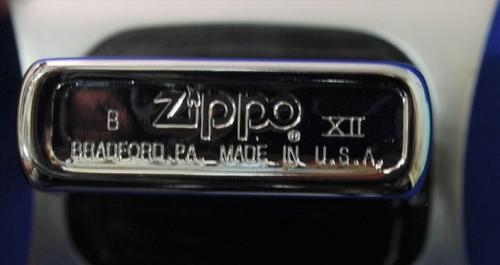 B Zippo® XII
BRADFORD,PA. MADE IN U.S.A.